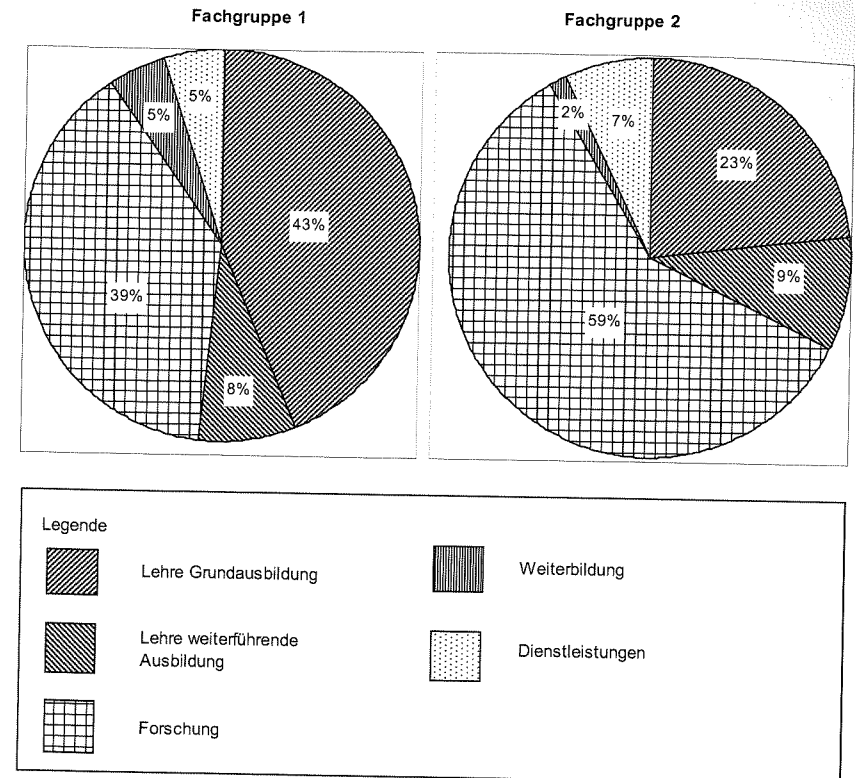 Fachgruppe 1
Fachgruppe 2
5%
5%
43%
39%
8%
2%
7%
23%
9%
59%
Legende
Lehre Grundausbildung
Weiterbildung
Lehre weiterführende
Ausbildung
Dienstleistungen
Forschung